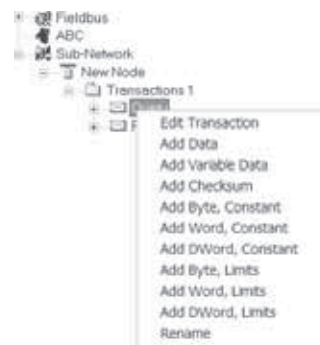 Fieldbus
ABC
Sub-Network
New Node
Transactions 1
Edit Transaction
Add Data
Add Variable Data
Add Checksum
Add Byte, Constant
Add Word, Constant
Add DWord, Constant
Add Byte, Limits
Add Word, Limits
Add DWord, Limits
Rename